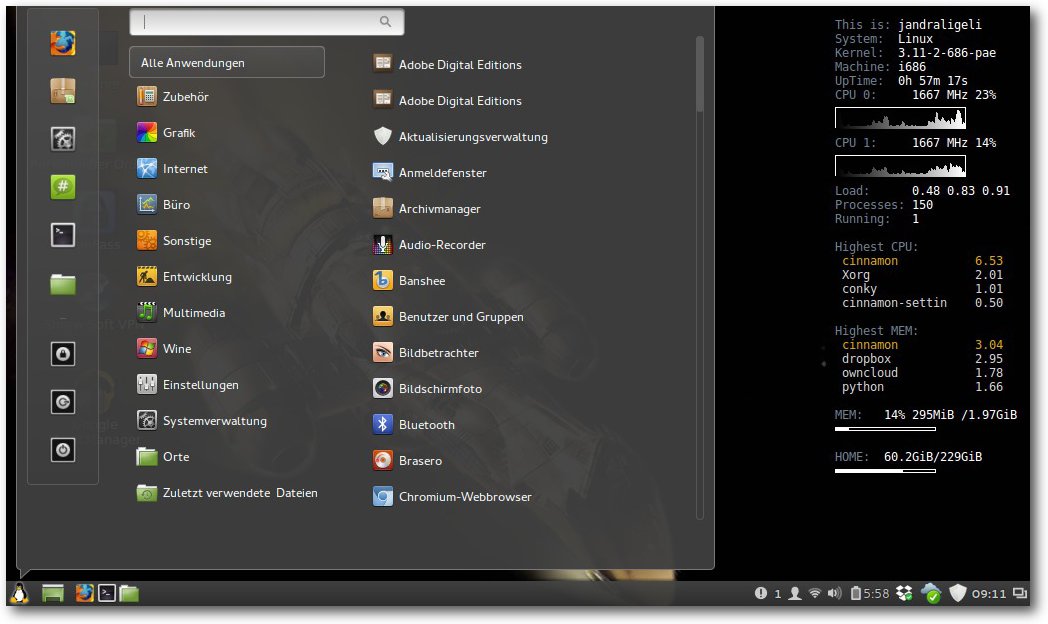 Alle Anwendungen
Zubehör
Grafik
Internet
Büro
Sonstige
Entwicklung
Multimedia
Wine
Einstellungen
Systemverwaltung
Orte
Zuletzt verwendete Dateien
Adobe Digital Editions
Adobe Digital Editions
Aktualisierungsverwaltung
Anmeldefenster
Archivmanager
Audio-Recorder
Banshee
Benutzer und Gruppen
Bildbetrachter
Bildschirmfoto
Bluetooth
Brasero
Chromium-Webbrowser
This is: jandraligeli
System: Linux
Kernel: 3.11-2-686-pae
Machine: i686
UpTime: 0h 57m 17s
CPU 0: 1667 MHz 23%
CPU 1: 1667 MHz 14%
Load: 0.48 0.83 0.91
Processes: 150
Running: 1
Highest CPU:
cinnamon 6.53
Xorg 2.01
conky 1.01
cinnamon-settin 0.50
Highest MEM:
cinnamon 3.04
dropbox 2.95
owncloud 1.78
python 1.66
MEM: 14% 295MiB /1.97GiB
HOME: 60.2GiB/229GiB
1 5:58 09:11